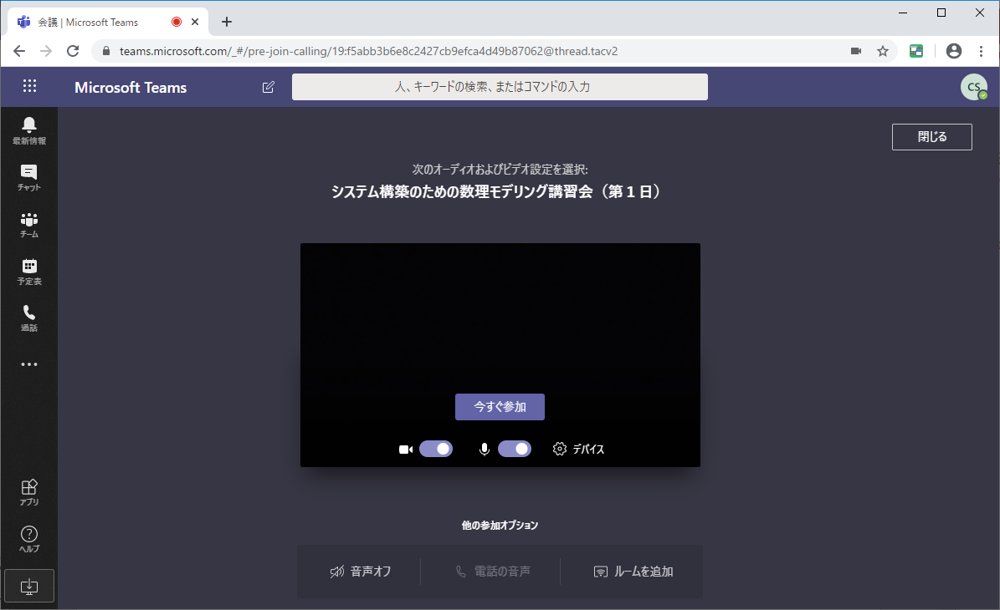 会議 | Microsoft Teams
teams.microsoft.com/_#/pre-join-calling/19:f5abb3b6e8c2427cb9efca4d49b87062@thread.tacv2
Microsoft Teams
人、キーワードの検索、またはコマンドの入力
CS
最新情報
チャット
チーム
予定表
通話
アプリ
ヘルプ
閉じる
次のオーディオおよびビデオ設定を選択:
システム構築のための数理モデリング講習会（第１日）
今すぐ参加
デバイス
他の参加オプション
音声オフ
電話の音声
ルームを追加